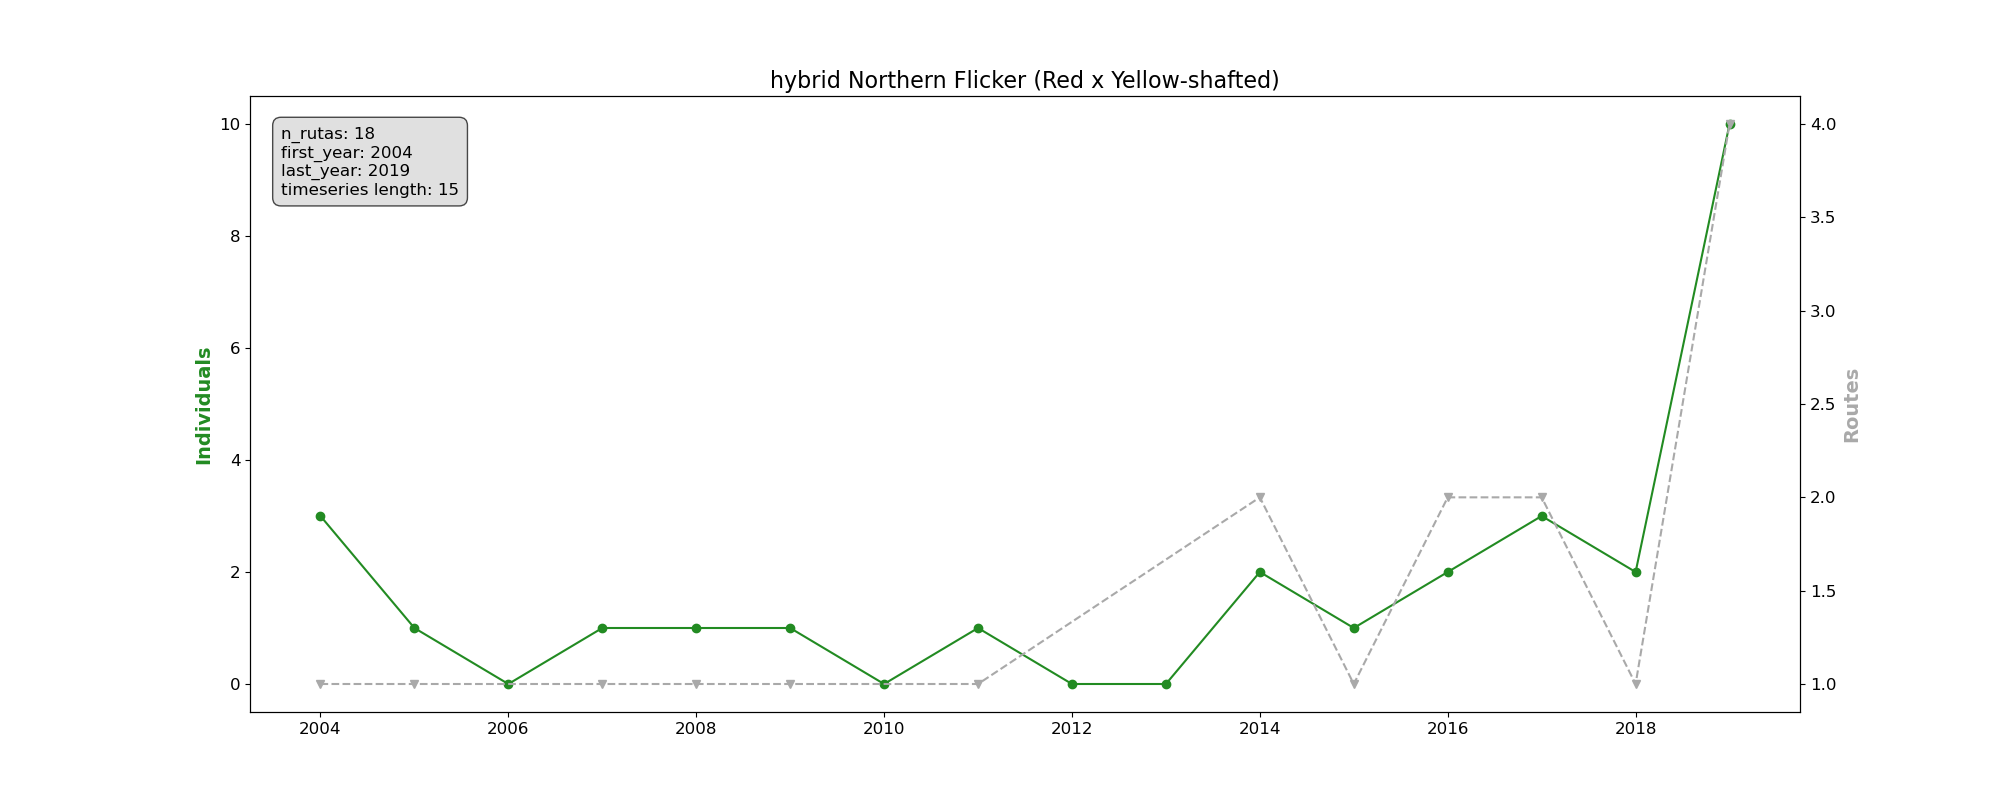 hybrid Northern Flicker (Red x Yellow-shafted)
n_rutas: 18
first_year: 2004
last_year: 2019
timeseries length: 15
10
8
6
4
2
0
Individuals
4.0
3.5
3.0
2.5
2.0
1.5
1.0
Routes
2004 2006 2008 2010 2012 2014 2016 2018